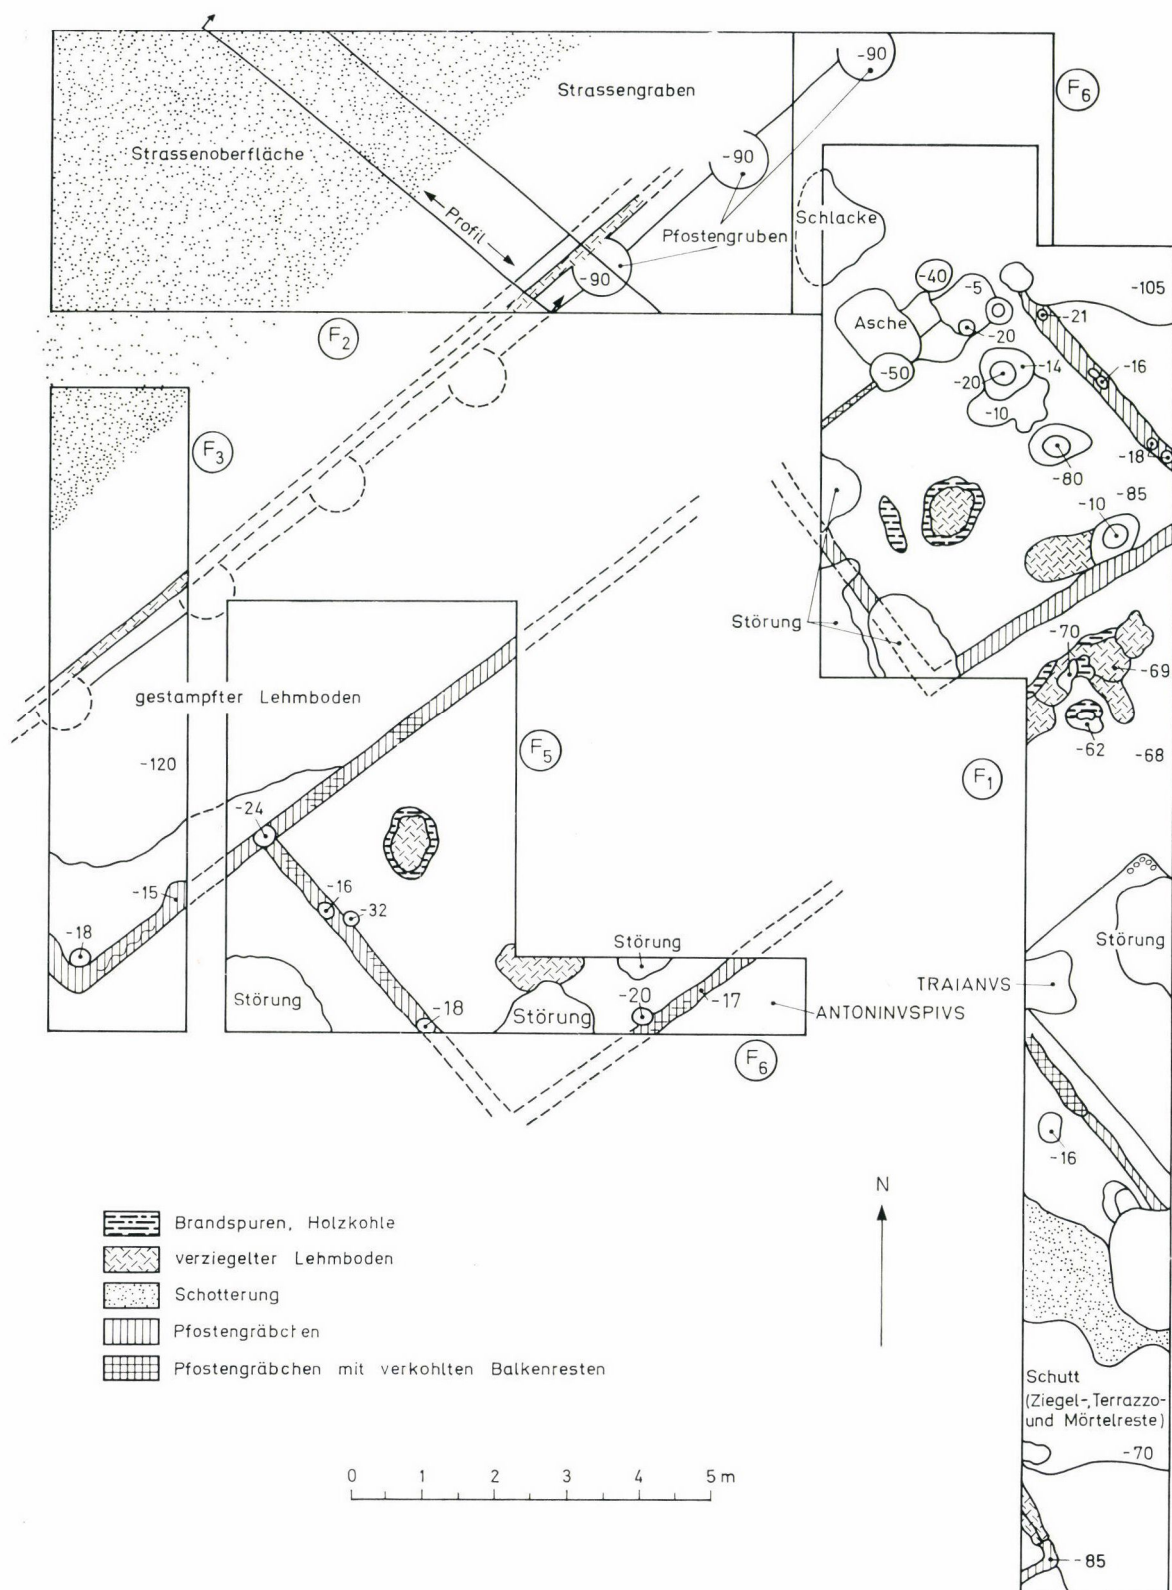 -90
F6
Strassengraben
Strassenoberfläche
-90
Profil
Schlacke
Pfostengruben
-90
-40
-5
-105
Asche
-20
-21
F2
-14
-16
-50
-20
-10
F3
-18
-80
-85
-10
Störung
-70
-69
gestampfter Lehmboden
-62
-68
F5
F1
-120
-24
-16
-32
-15
-18
Störung
Störung
TRAIANVS
Störung
-20
-17
Störung
-18
ANTONINVSPIVS
F6
-16
N
Brandspuren, Holzkohle
verziegelter Lehmboden
Schotterung
Pfostengräbchen
Pfostengräbchen mit verkohlten Balkenresten
Schutt
(Ziegel-,Terrazzo-
und Mörtelreste)
-70
0 1 2 3 4 5 m
-85